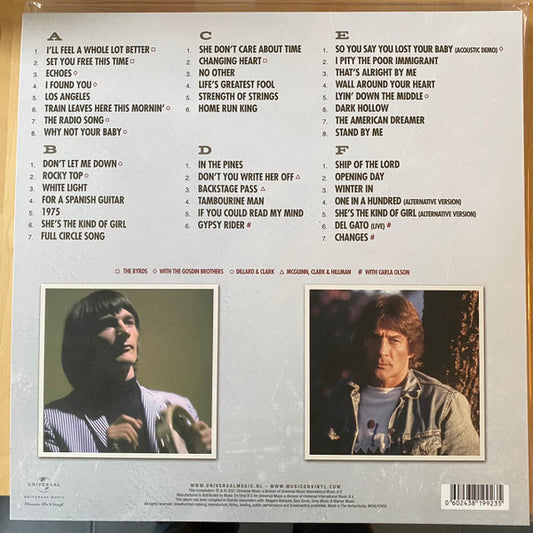 A
1. I'LL FEEL A WHOLE LOT BETTER □
2. SET YOU FREE THIS TIME □
3. ECHOES ◇
4. I FOUND YOU ◇
5. LOS ANGELES
6. TRAIN LEAVES HERE THIS MORNIN' ○
7. THE RADIO SONG ○
8. WHY NOT YOUR BABY ○
B
1. DON'T LET ME DOWN ○
2. ROCKY TOP ○
3. WHITE LIGHT
4. FOR A SPANISH GUITAR
5. 1975
6. SHE'S THE KIND OF GIRL
7. FULL CIRCLE SONG
C
1. SHE DON'T CARE ABOUT TIME
2. CHANGING HEART □
3. NO OTHER
4. LIFE'S GREATEST FOOL
5. STRENGTH OF STRINGS
6. HOME RUN KING
D
1. IN THE PINES
2. DON'T YOU WRITE HER OFF △
3. BACKSTAGE PASS △
4. TAMBOURINE MAN
5. IF YOU COULD READ MY MIND
6. GYPSY RIDER #
E
1. SO YOU SAY YOU LOST YOUR BABY (ACOUSTIC DEMO) ◇
2. I PITY THE POOR IMMIGRANT
3. THAT'S ALRIGHT BY ME
4. WALL AROUND YOUR HEART
5. LYIN' DOWN THE MIDDLE ○
6. DARK HOLLOW
7. THE AMERICAN DREAMER
8. STAND BY ME
F
1. SHIP OF THE LORD
2. OPENING DAY
3. WINTER IN
4. ONE IN A HUNDRED (ALTERNATIVE VERSION)
5. SHE'S THE KIND OF GIRL (ALTERNATIVE VERSION)
6. DEL GATO (LIVE) #
7. CHANGES #
□ THE BYRDS ◇ WITH THE GOSDIN BROTHERS ○ DILLARD & CLARK △ MCGUINN, CLARK & HILLMAN # WITH CARLA OLSON
UNIVERSAL
UNIVERSAL MUSIC
Music On Vinyl
WWW.UNIVERSALMUSIC.NL WWW.MUSICONVINYL.COM
0 602438 199235